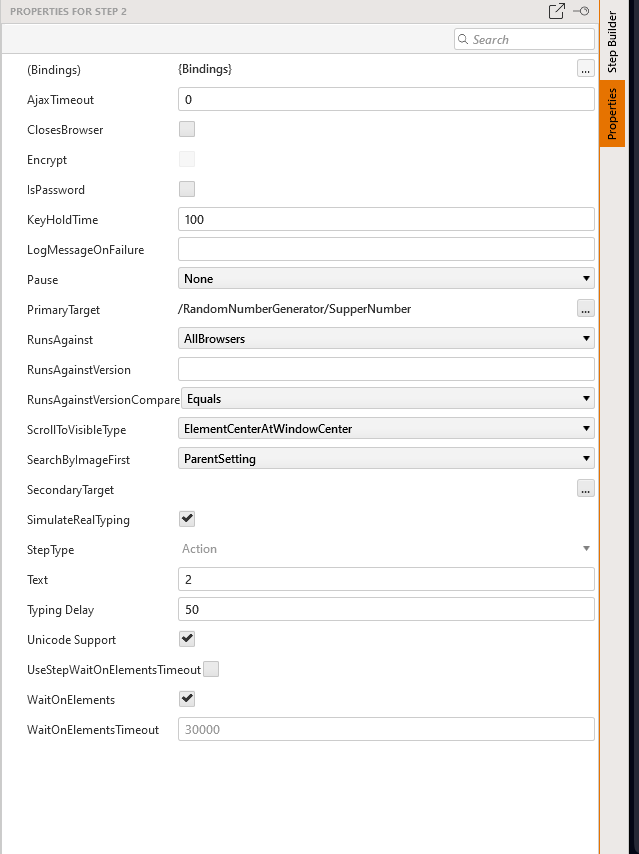 PROPERTIES FOR STEP 2
Search
(Bindings) {Bindings} ...
AjaxTimeout 0
ClosesBrowser
Encrypt
IsPassword
KeyHoldTime 100
LogMessageOnFailure
Pause None
PrimaryTarget /RandomNumberGenerator/SupperNumber ...
RunsAgainst AllBrowsers
RunsAgainstVersion
RunsAgainstVersionCompare Equals
ScrollToVisibleType ElementCenterAtWindowCenter
SearchByImageFirst ParentSetting
SecondaryTarget ...
SimulateRealTyping
StepType Action
Text 2
Typing Delay 50
Unicode Support
UseStepWaitOnElementsTimeout
WaitOnElements
WaitOnElementsTimeout 30000
Step Builder
Properties